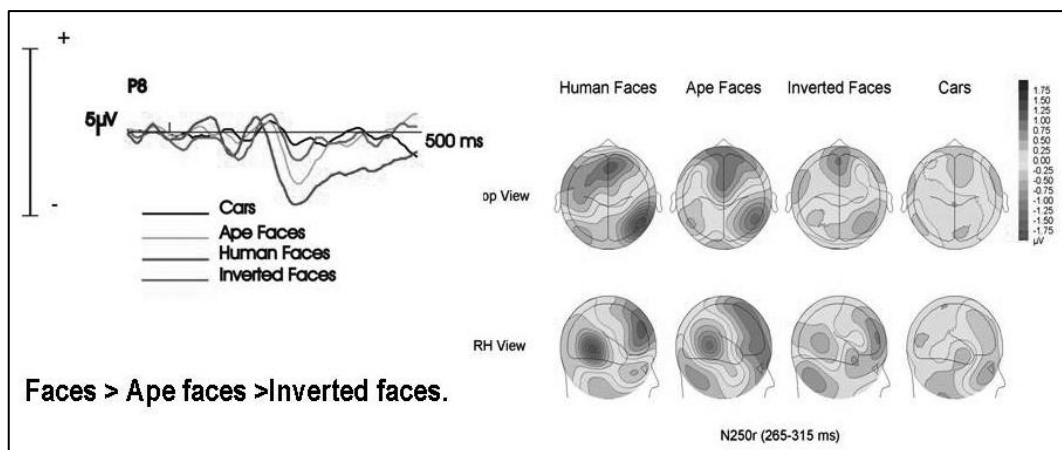 +
P8
5µV
500 ms
-
Cars
Ape Faces
Human Faces
Inverted Faces
Faces > Ape faces >Inverted faces.
Human Faces Ape Faces Inverted Faces Cars
1.75
1.50
1.25
1.00
0.75
0.50
0.25
0.00
-0.25
-0.50
-0.75
-1.00
-1.25
-1.50
-1.75
µV
op View
RH View
N250r (265-315 ms)